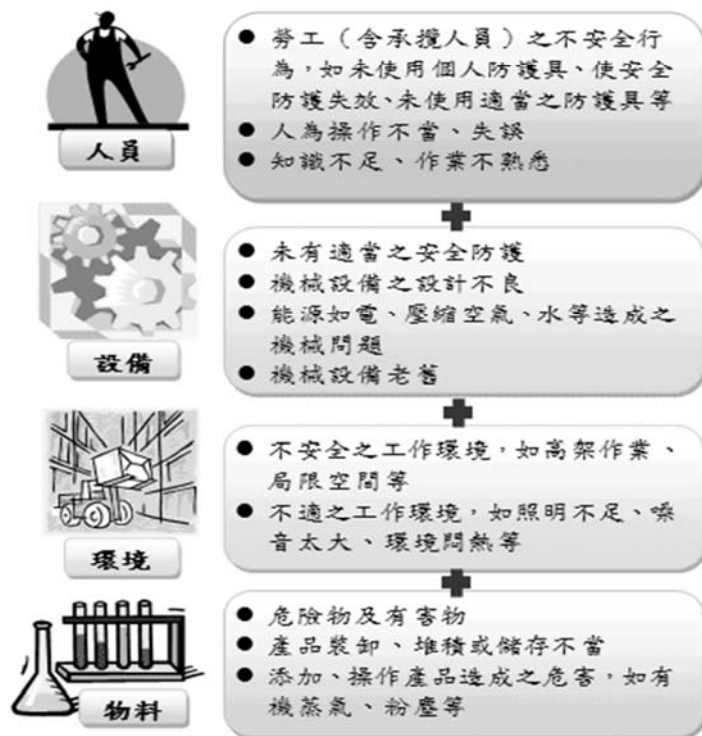 人員
● 勞工（含承攬人員）之不安全行
為，如未使用個人防護具、使安全
防護失效、未使用適當之防護具等
● 人為操作不當、失誤
● 知識不足、作業不熟悉
設備
● 未有適當之安全防護
● 機械設備之設計不良
● 能源如電、壓縮空氣、水等造成之
機械問題
● 機械設備老舊
環境
● 不安全之工作環境，如高架作業、
局限空間等
● 不適之工作環境，如照明不足、噪
音太大、環境悶熱等
物料
● 危險物及有害物
● 產品裝卸、堆積或儲存不當
● 添加、操作產品造成之危害，如有
機蒸氣、粉塵等